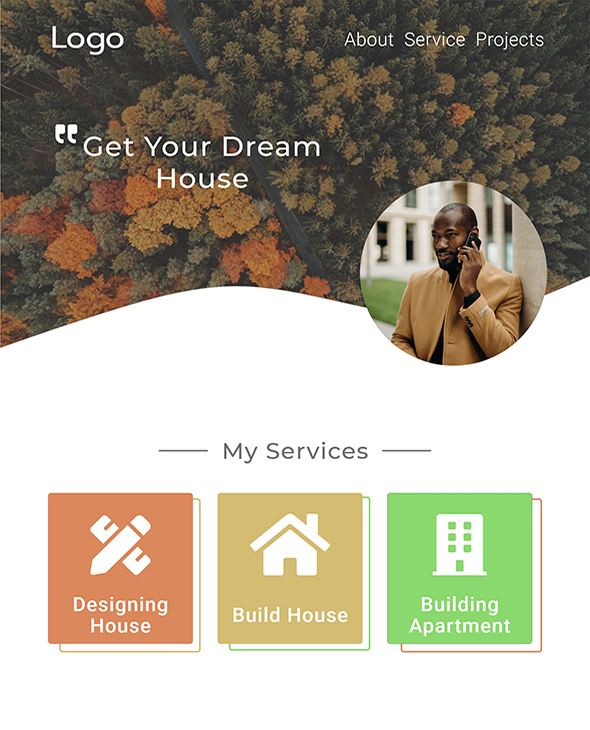 Logo
About Service Projects
❝Get Your Dream
House
My Services
Designing
House
Build House
Building
Apartment